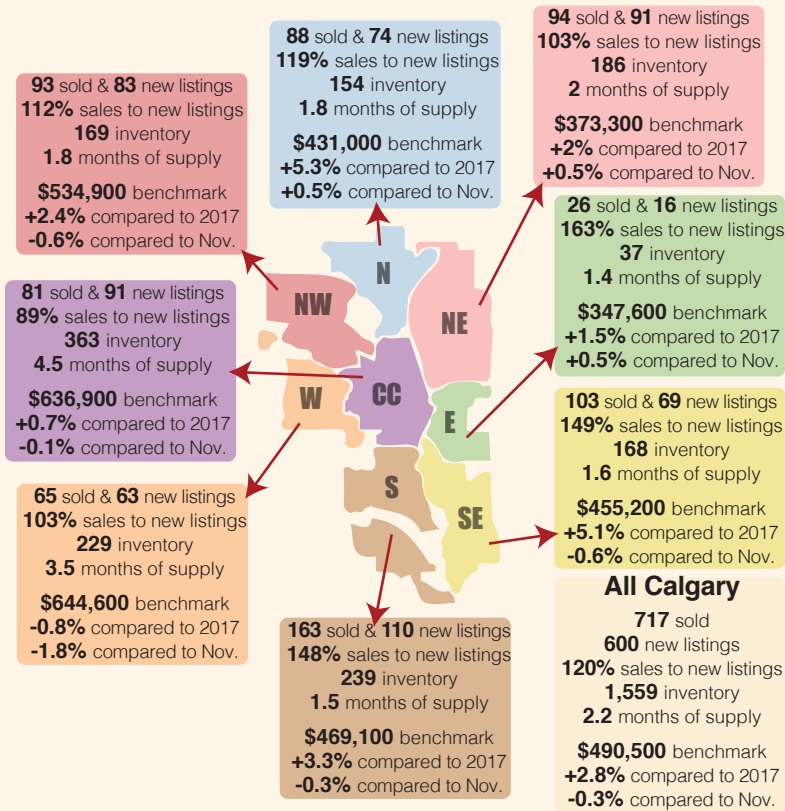 93 sold & 83 new listings
112% sales to new listings
169 inventory
1.8 months of supply
$534,900 benchmark
+2.4% compared to 2017
-0.6% compared to Nov.
88 sold & 74 new listings
119% sales to new listings
154 inventory
1.8 months of supply
$431,000 benchmark
+5.3% compared to 2017
+0.5% compared to Nov.
94 sold & 91 new listings
103% sales to new listings
186 inventory
2 months of supply
$373,300 benchmark
+2% compared to 2017
+0.5% compared to Nov.
26 sold & 16 new listings
163% sales to new listings
37 inventory
1.4 months of supply
$347,600 benchmark
+1.5% compared to 2017
+0.5% compared to Nov.
81 sold & 91 new listings
89% sales to new listings
363 inventory
4.5 months of supply
$636,900 benchmark
+0.7% compared to 2017
-0.1% compared to Nov.
N
NW
NE
W
CC
E
S
SE
103 sold & 69 new listings
149% sales to new listings
168 inventory
1.6 months of supply
$455,200 benchmark
+5.1% compared to 2017
-0.6% compared to Nov.
65 sold & 63 new listings
103% sales to new listings
229 inventory
3.5 months of supply
$644,600 benchmark
-0.8% compared to 2017
-1.8% compared to Nov.
163 sold & 110 new listings
148% sales to new listings
239 inventory
1.5 months of supply
$469,100 benchmark
+3.3% compared to 2017
-0.3% compared to Nov.
All Calgary
717 sold
600 new listings
120% sales to new listings
1,559 inventory
2.2 months of supply
$490,500 benchmark
+2.8% compared to 2017
-0.3% compared to Nov.